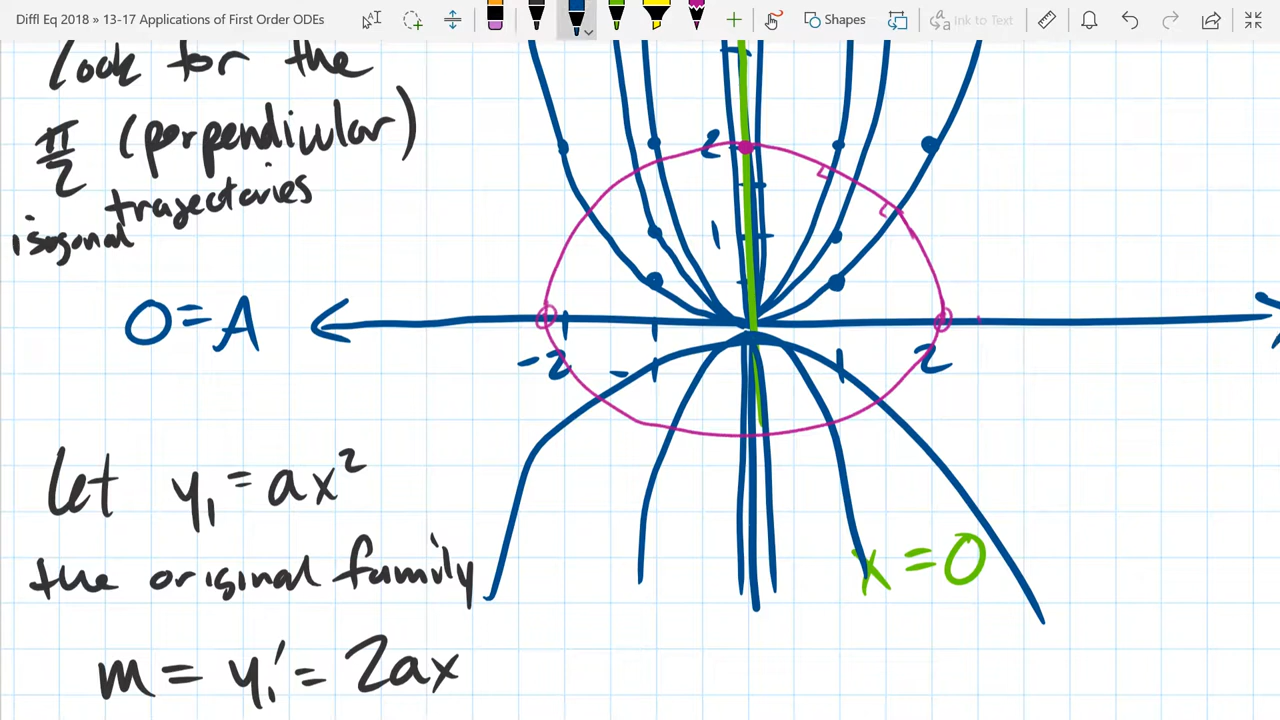 Diffl Eq 2018 » 13-17 Applications of First Order ODEs
Shapes
Ink to Text
look for the
π/2 (perpendicular)
trajectories
isogonal
2
1
0 = A
-2
-
1
2
let y₁ = ax²
the original family
x = 0
m = y₁' = 2ax